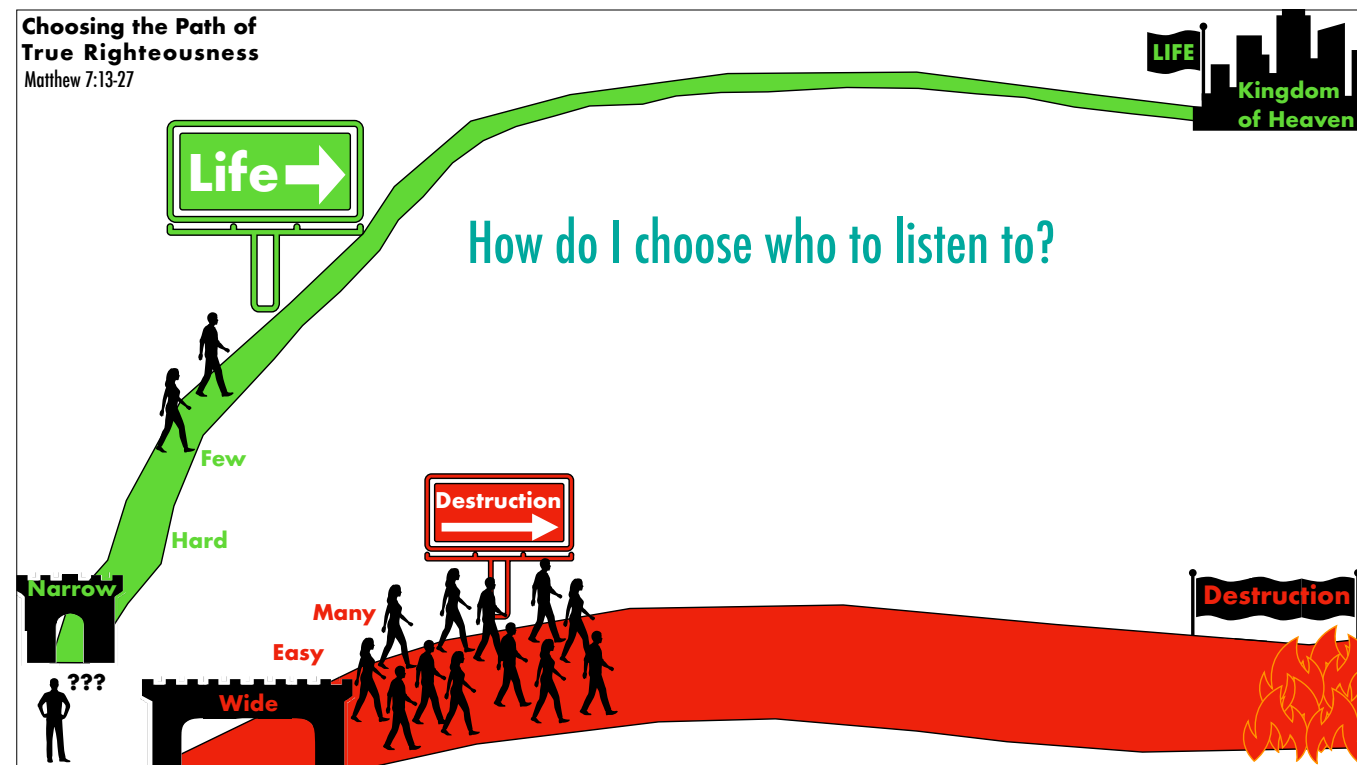 Choosing the Path of
True Righteousness
Matthew 7:13-27
LIFE
Kingdom
of Heaven
Life
How do I choose who to listen to?
Few
Destruction
Hard
Narrow
Many
Destruction
Easy
???
Wide